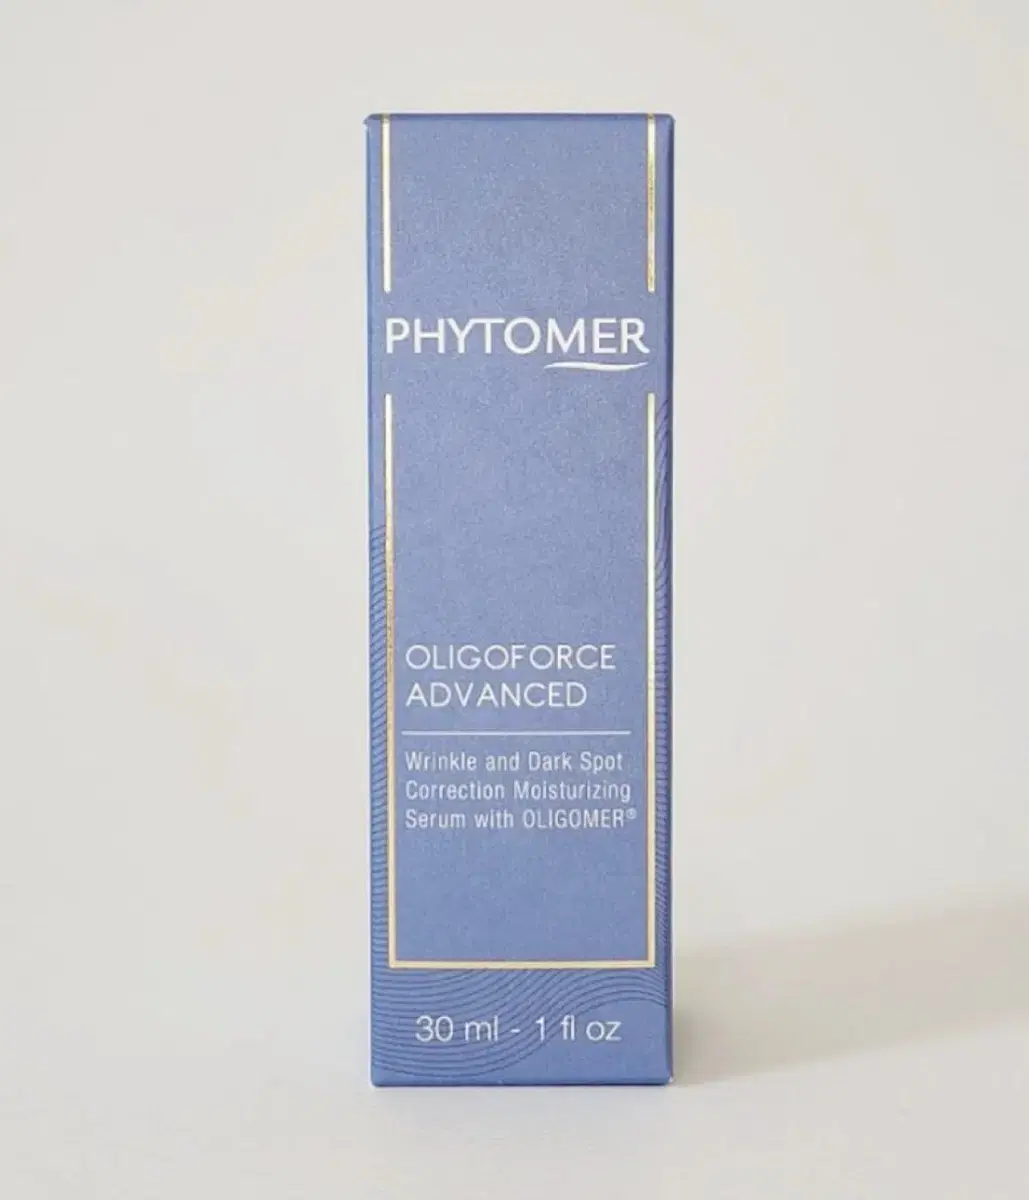 PHYTOMER
OLIGOFORCE
ADVANCED
Wrinkle and Dark Spot
Correction Moisturizing
Serum with OLIGOMER®
30 ml - 1 fl oz